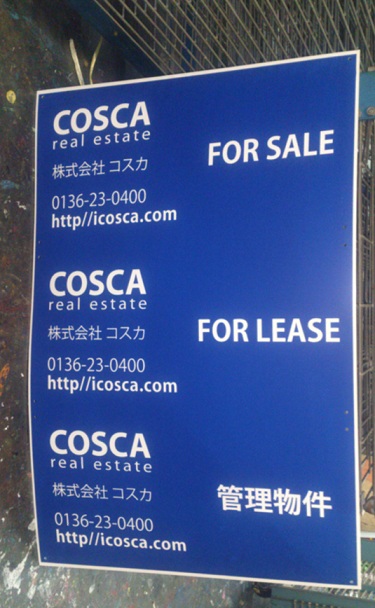 COSCA
real estate
株式会社 コスカ
0136-23-0400
http//icosca.com
FOR SALE
COSCA
real estate
株式会社 コスカ
0136-23-0400
http//icosca.com
FOR LEASE
COSCA
real estate
株式会社 コスカ
0136-23-0400
http//icosca.com
管理物件